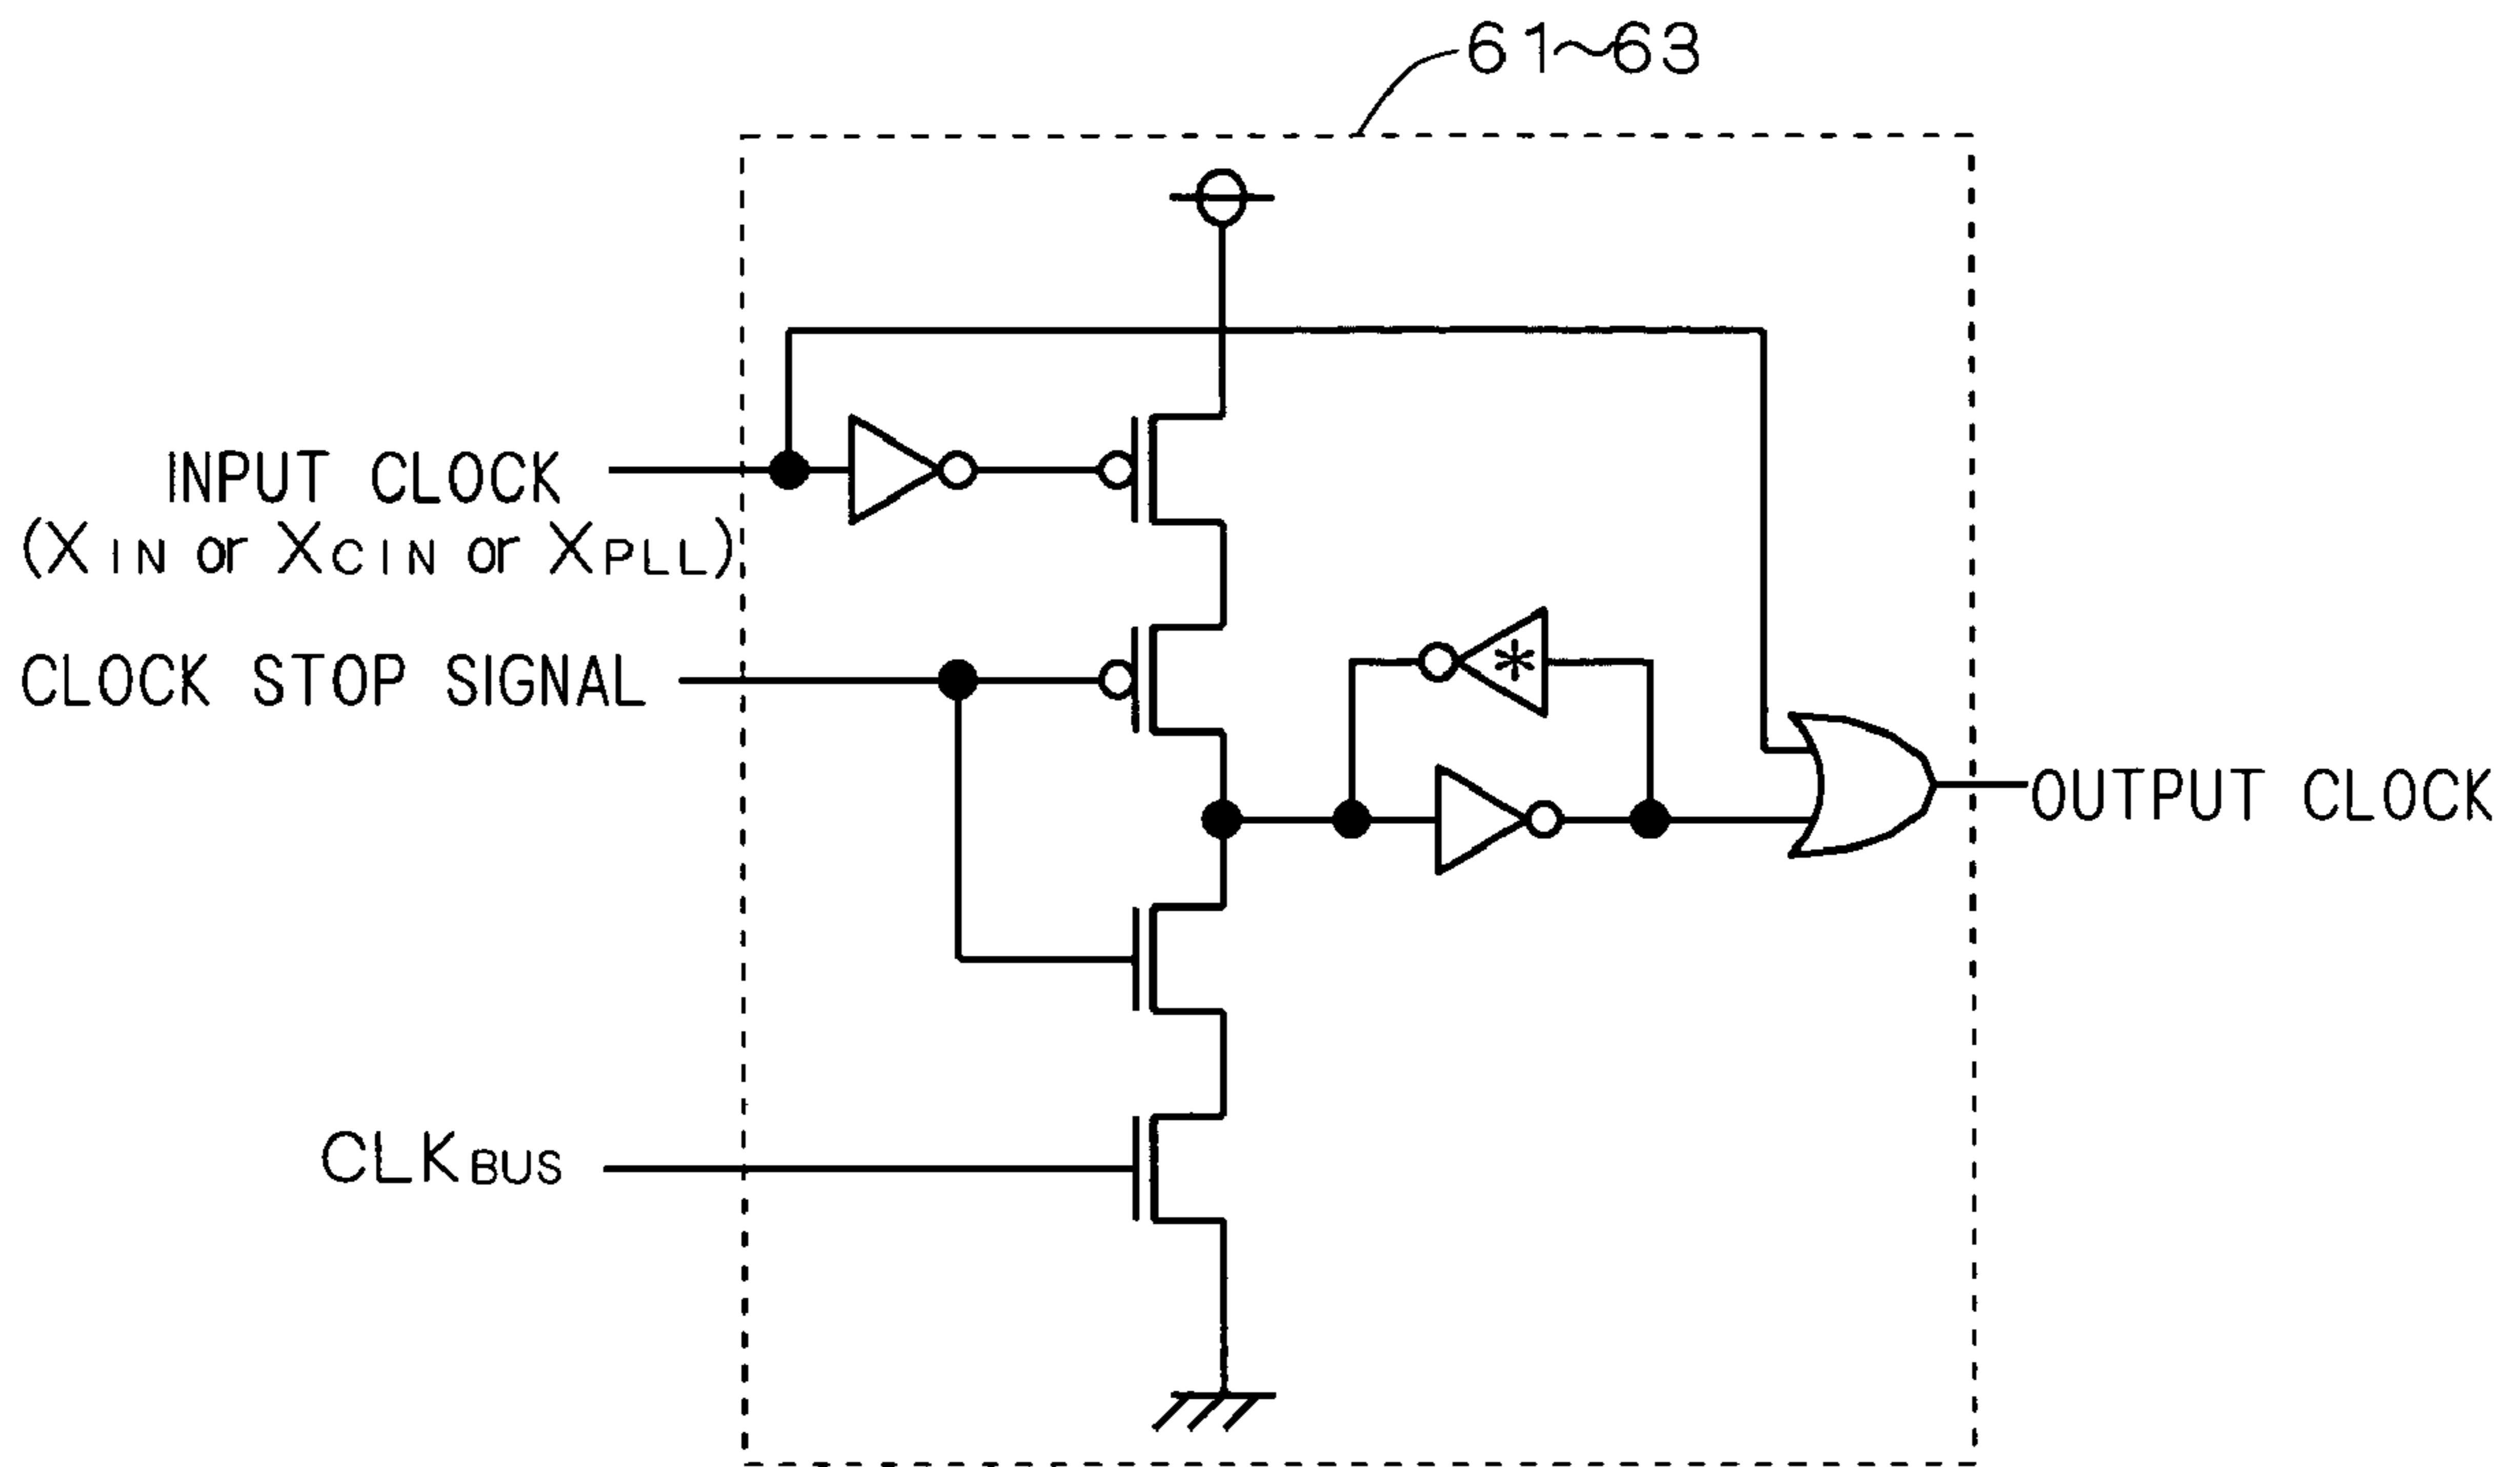 61~63
INPUT CLOCK
(XIN or XCIN or XPLL)
CLOCK STOP SIGNAL
*
OUTPUT CLOCK
CLKBUS